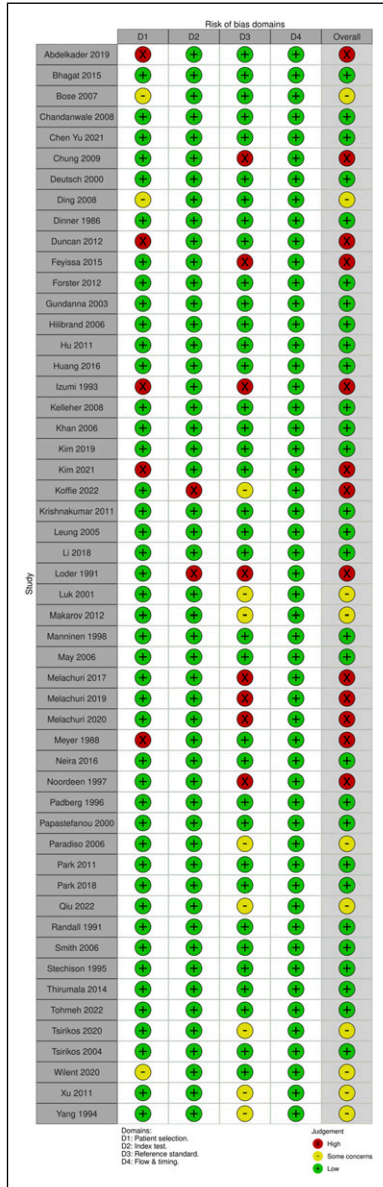 Risk of bias domains
D1 D2 D3 D4 Overall
Abdelkader 2019 X + + + X
Bhagat 2015 + + + + +
Bose 2007 - + + + -
Chandanwale 2008 + + + + +
Chen Yu 2021 + + + + +
Chung 2009 + + X + X
Deutsch 2000 + + + + +
Ding 2008 - + + + -
Dinner 1986 + + + + +
Duncan 2012 X + + + X
Feyissa 2015 + + X + X
Forster 2012 + + + + +
Gundanna 2003 + + + + +
Hilibrand 2006 + + + + +
Hu 2011 + + + + +
Huang 2016 + + + + +
Izumi 1993 X + X + X
Kelleher 2008 + + + + +
Khan 2006 + + + + +
Kim 2019 + + + + +
Kim 2021 X + + + X
Koffie 2022 + X - + X
Krishnakumar 2011 + + + + +
Leung 2005 + + + + +
Li 2018 + + + + +
Loder 1991 + X X + X
Luk 2001 + + - + -
Makarov 2012 + + - + -
Manninen 1998 + + + + +
May 2006 + + + + +
Melachuri 2017 + + X + X
Melachuri 2019 + + X + X
Melachuri 2020 + + X + X
Meyer 1988 X + + + X
Neira 2016 + + + + +
Noordeen 1997 + + X + X
Padberg 1996 + + + + +
Papastefanou 2000 + + + + +
Paradiso 2006 + + - + -
Park 2011 + + + + +
Park 2018 + + + + +
Qiu 2022 + + - + -
Randall 1991 + + + + +
Smith 2006 + + + + +
Stechison 1995 + + + + +
Thirumala 2014 + + + + +
Tohmeh 2022 + + + + +
Tsirikos 2020 + + - + -
Tsirikos 2004 + + + + +
Wilent 2020 - + + + -
Xu 2011 + + - + -
Yang 1994 + + - + -
Study
Domains:
D1: Patient selection.
D2: Index test.
D3: Reference standard.
D4: Flow & timing.
Judgement
X High
- Some concerns
+ Low